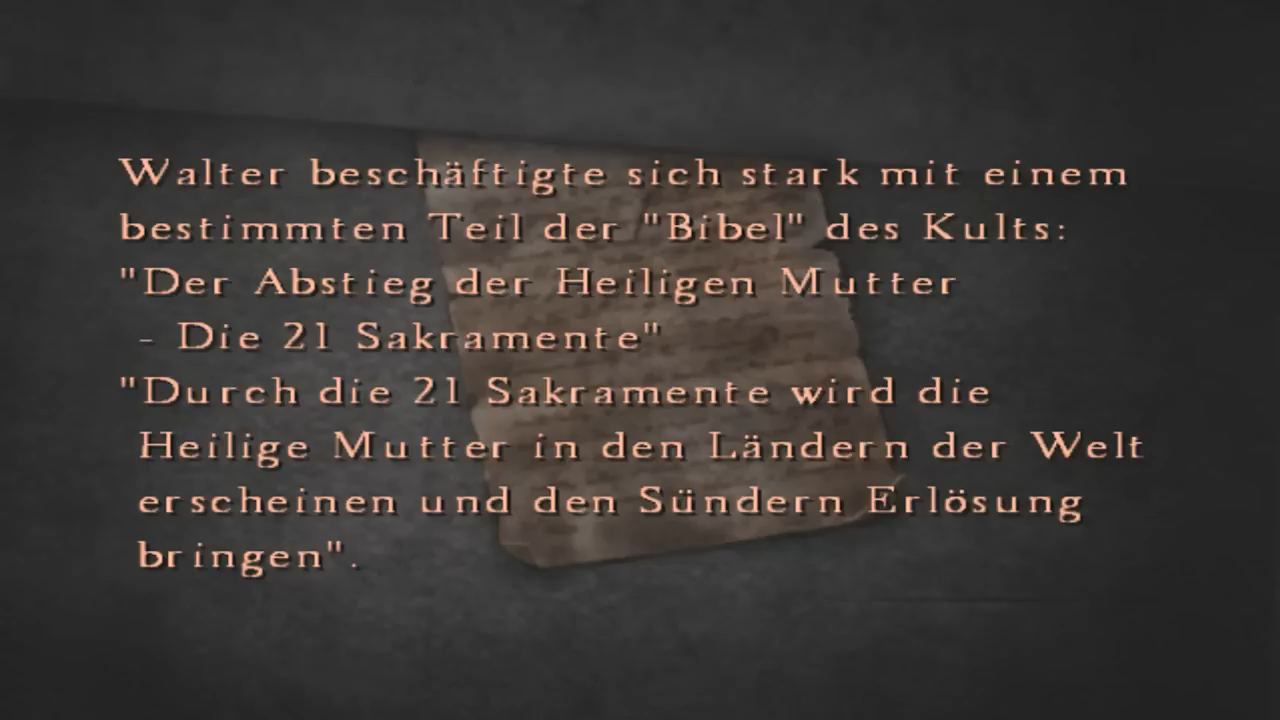 Walter beschäftigte sich stark mit einem
bestimmten Teil der "Bibel" des Kults:
"Der Abstieg der Heiligen Mutter
- Die 21 Sakramente"
"Durch die 21 Sakramente wird die
Heilige Mutter in den Ländern der Welt
erscheinen und den Sündern Erlösung
bringen".